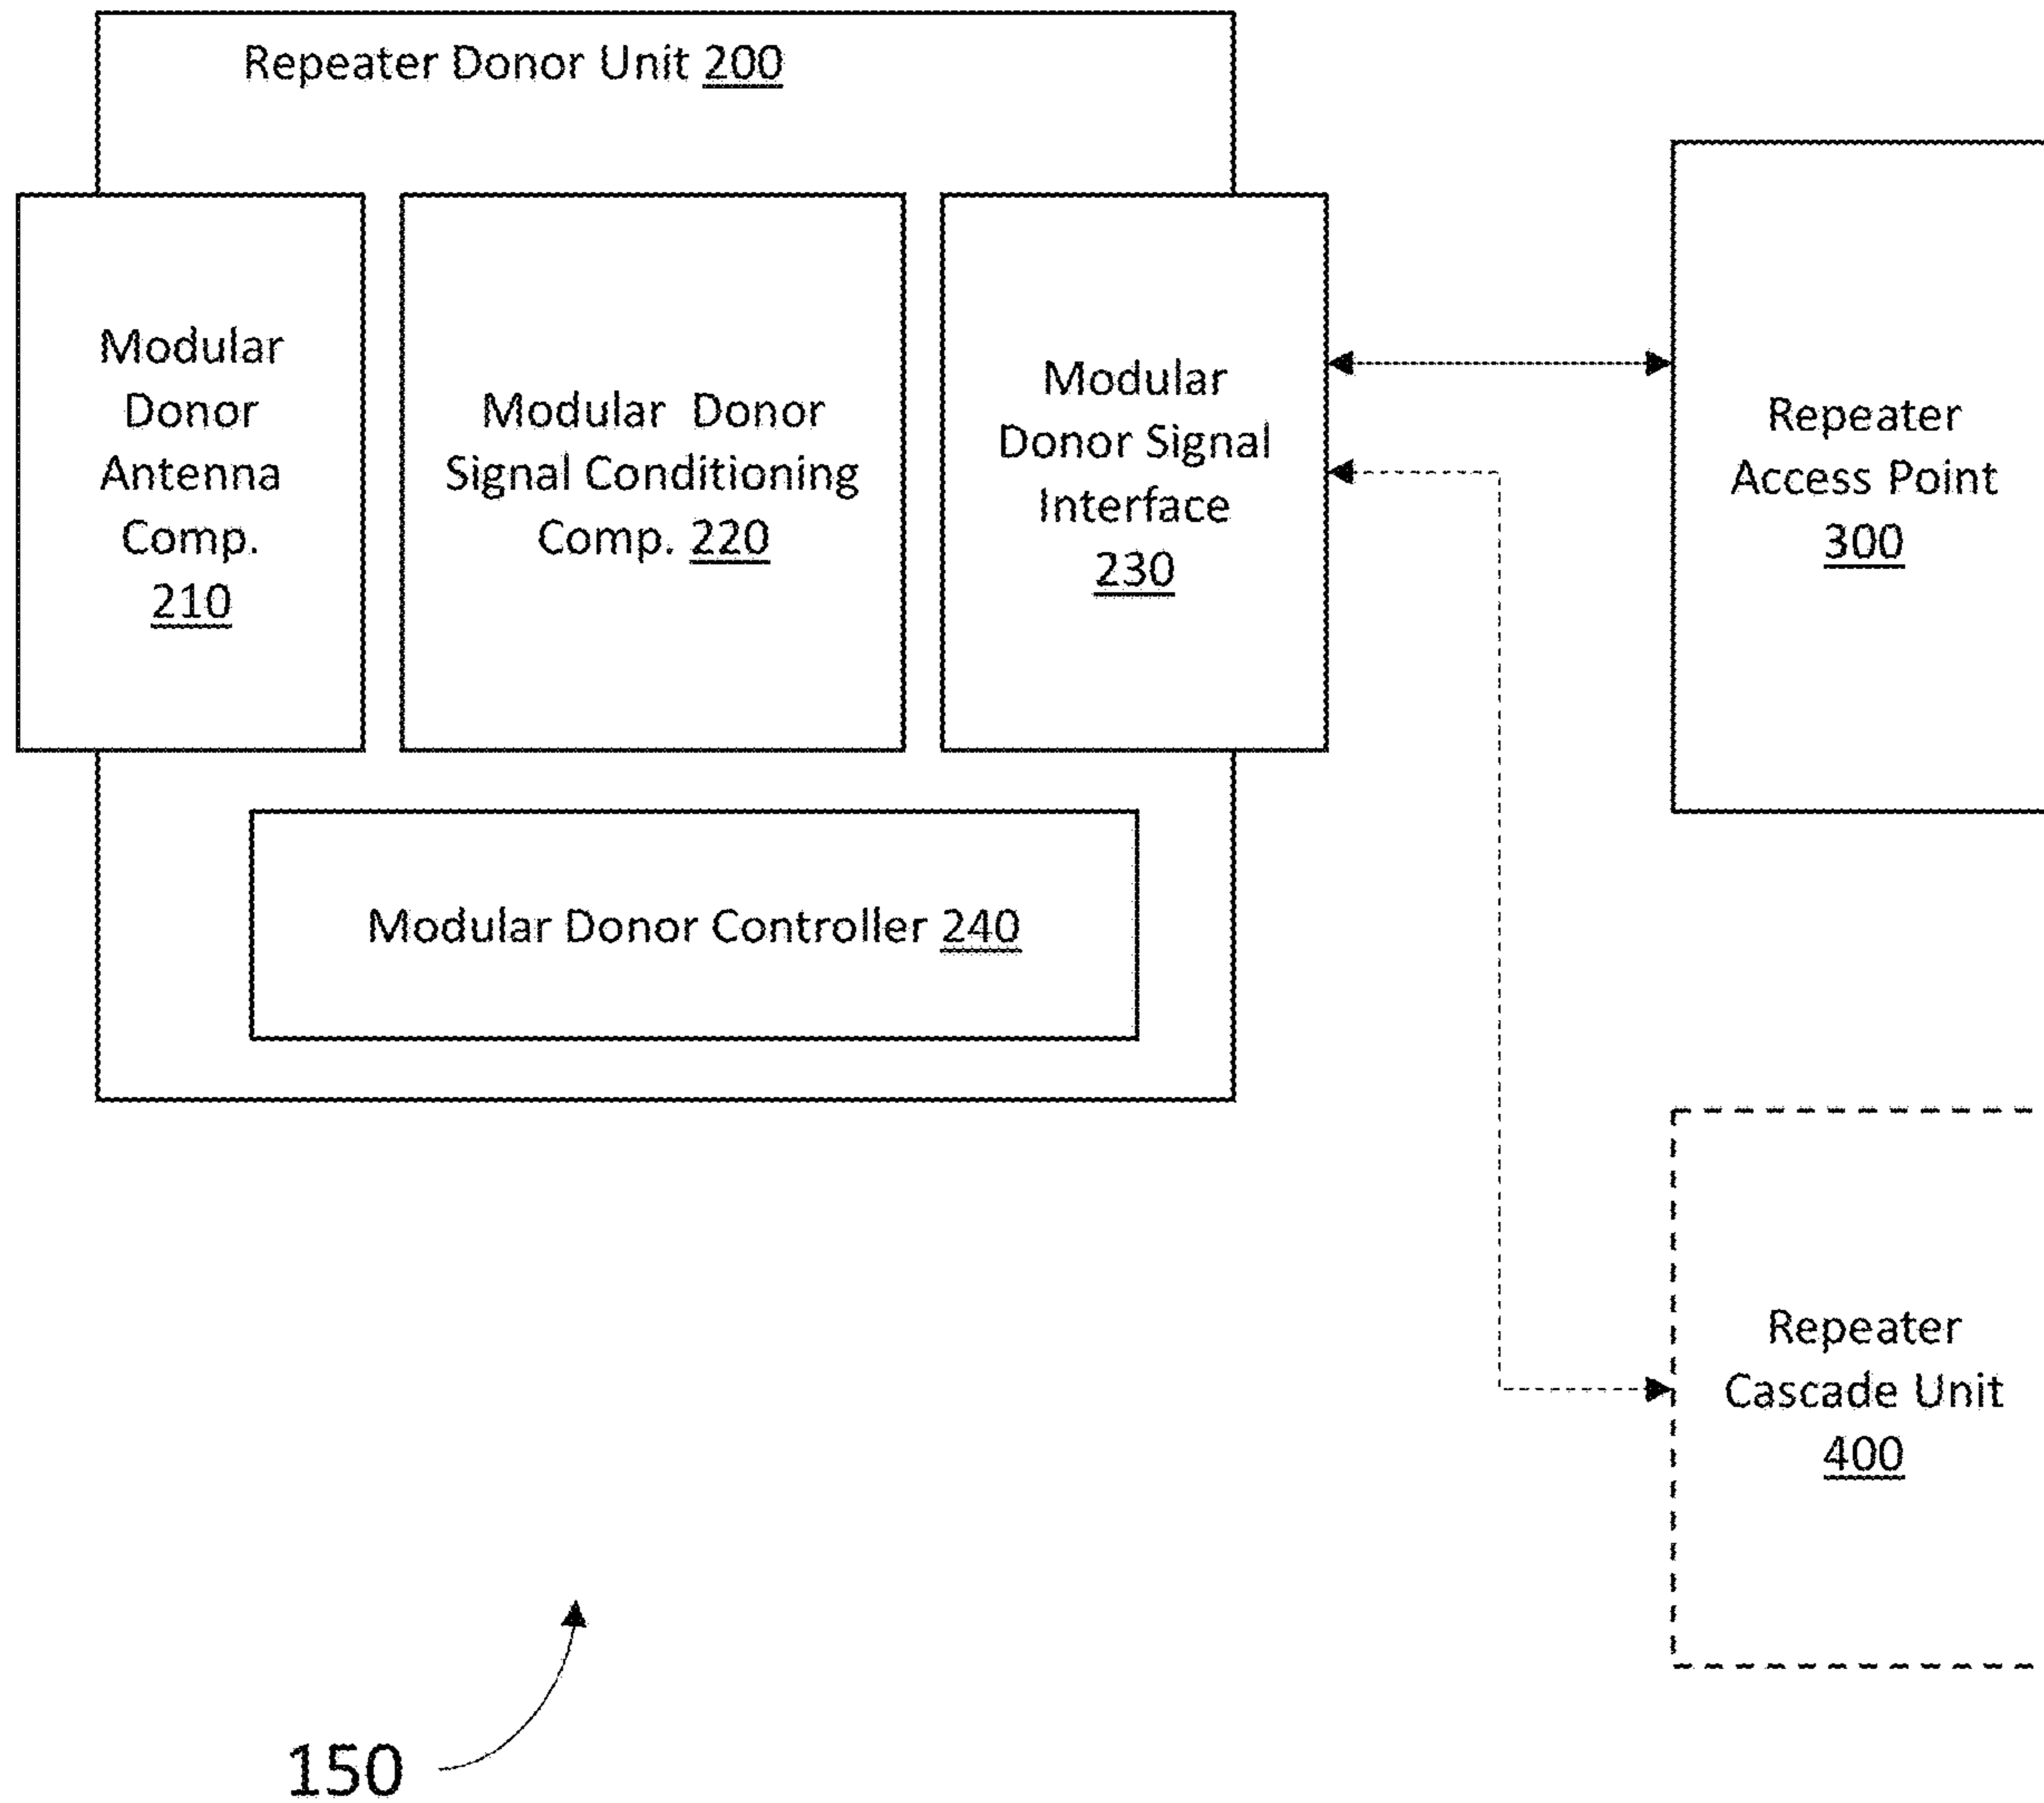 Repeater Donor Unit 200
Modular
Donor
Antenna
Comp.
210
Modular Donor
Signal Conditioning
Comp. 220
Modular
Donor Signal
Interface
230
Repeater
Access Point
300
Modular Donor Controller 240
Repeater
Cascade Unit
400
150